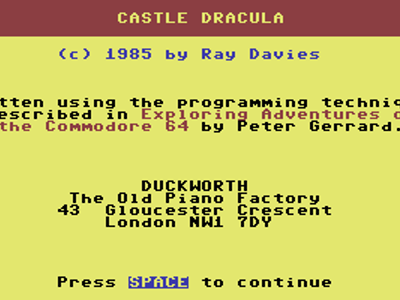 CASTLE DRACULA
(c) 1985 by Ray Davies
tten using the programming techniq
escribed in Exploring Adventures o
the Commodore 64 by Peter Gerrard.
DUCKWORTH
The Old Piano Factory
43 Gloucester Crescent
London NW1 7DY
Press SPACE to continue